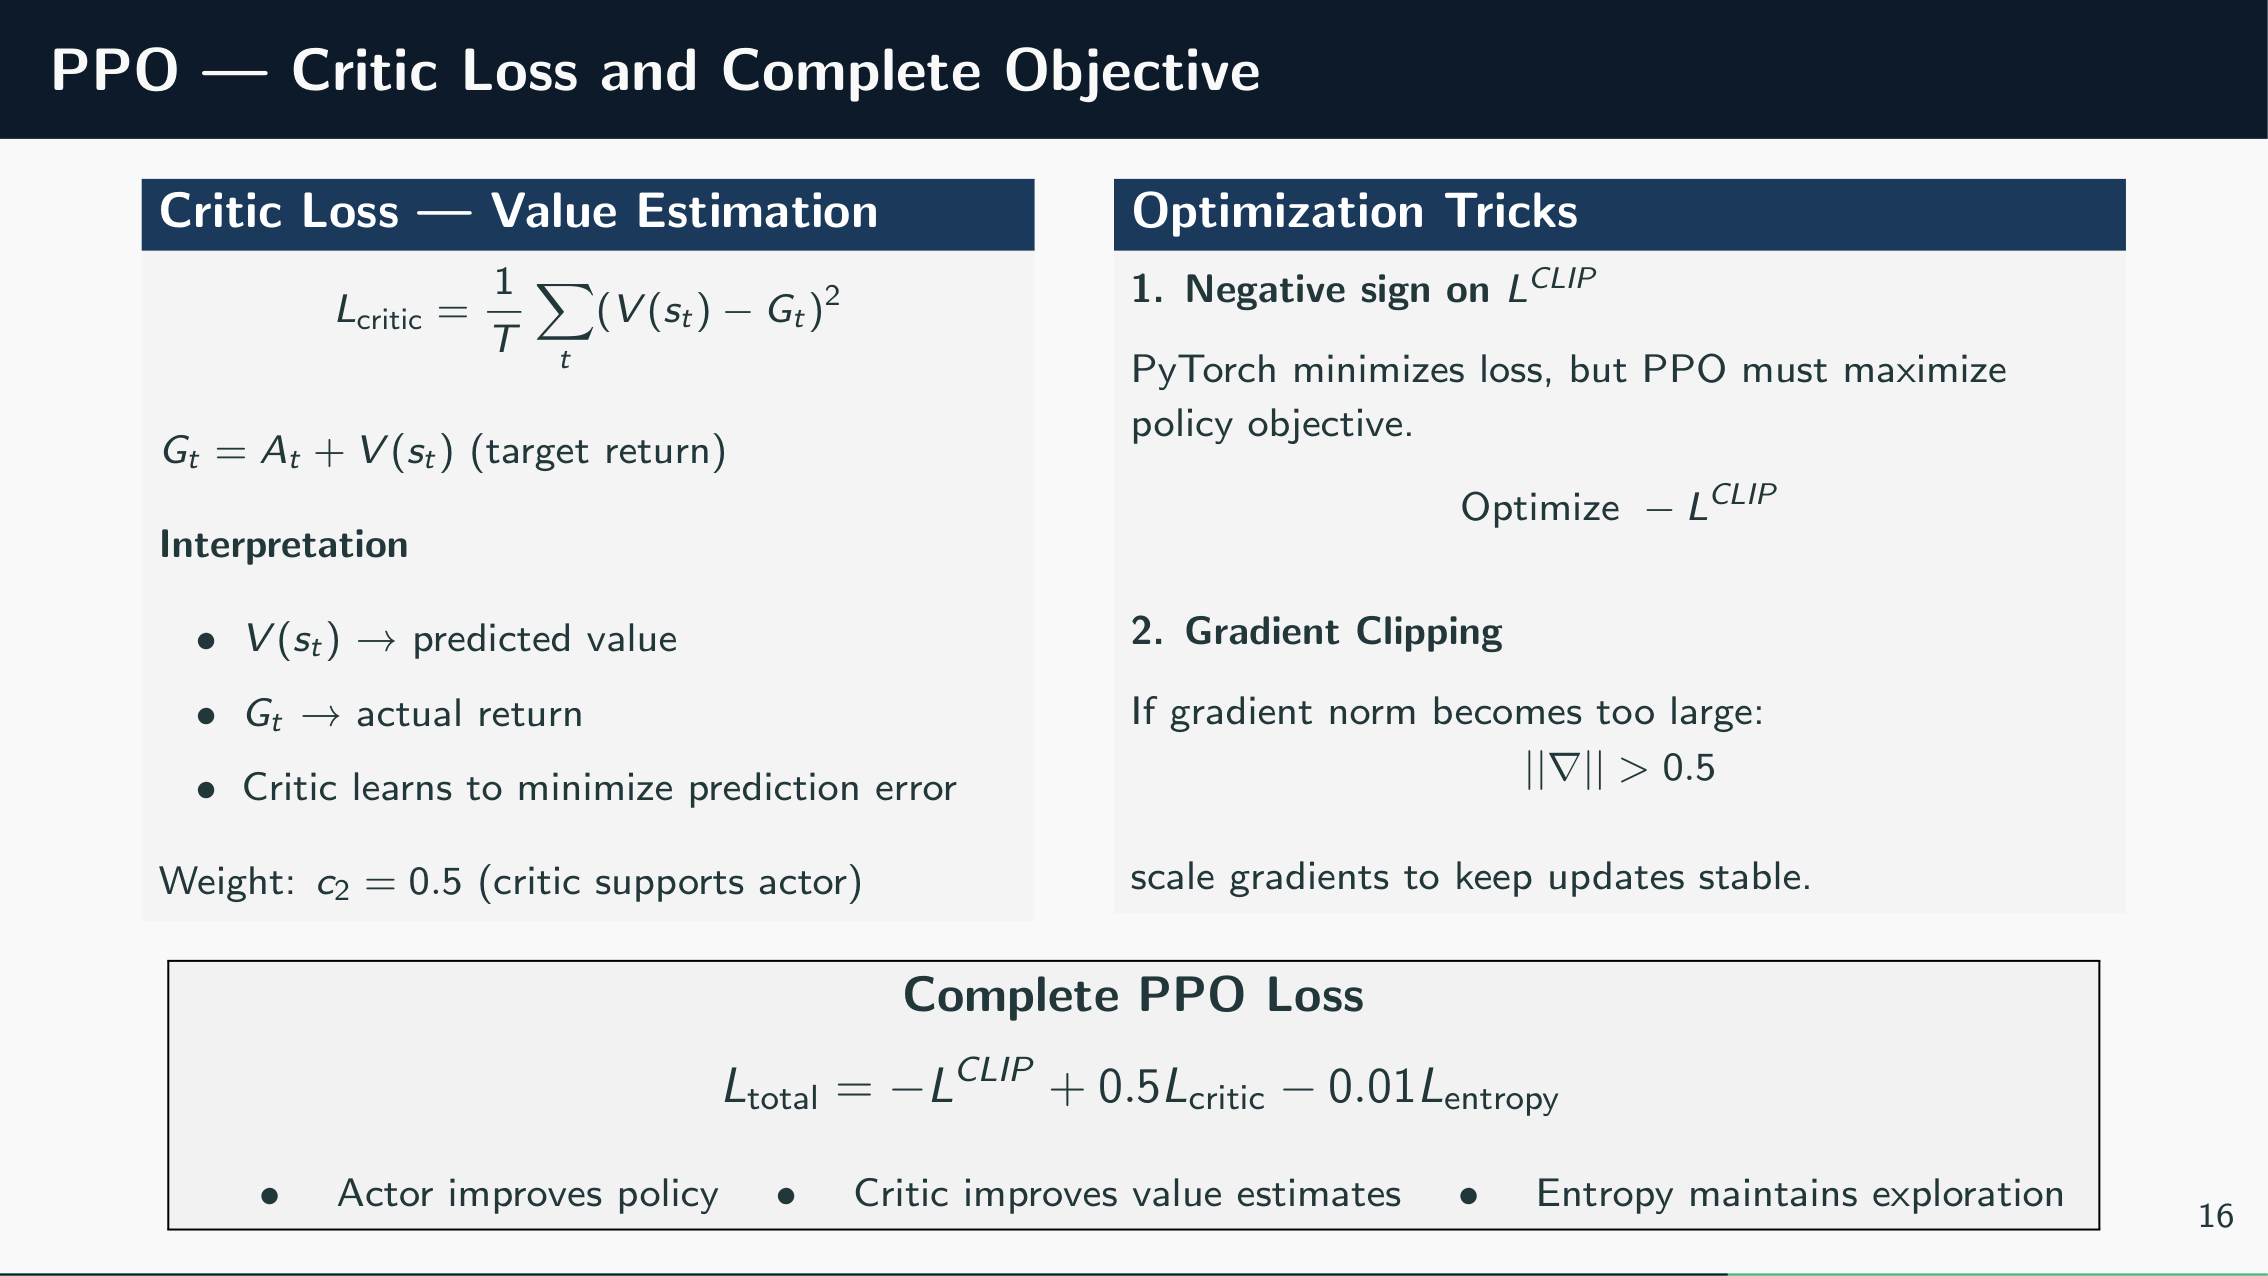 PPO — Critic Loss and Complete Objective
Critic Loss — Value Estimation
L_critic = \frac{1}{T} \sum_t (V(s_t) − G_t)^2
G_t = A_t + V(s_t) (target return)
Interpretation
• V(s_t) → predicted value
• G_t → actual return
• Critic learns to minimize prediction error
Weight: c_2 = 0.5 (critic supports actor)
Optimization Tricks
1. Negative sign on L^{CLIP}
PyTorch minimizes loss, but PPO must maximize
policy objective.
Optimize − L^{CLIP}
2. Gradient Clipping
If gradient norm becomes too large:
||∇|| > 0.5
scale gradients to keep updates stable.
Complete PPO Loss
L_total = −L^{CLIP} + 0.5L_critic − 0.01L_entropy
• Actor improves policy • Critic improves value estimates • Entropy maintains exploration
16